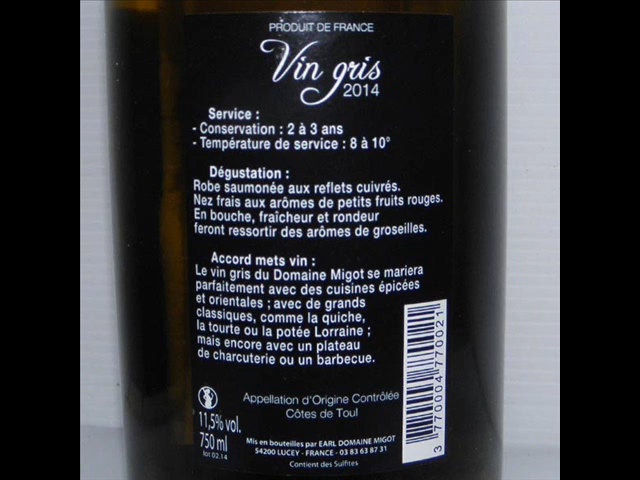 PRODUIT DE FRANCE
Vin gris
2014
Service :
- Conservation : 2 à 3 ans
- Température de service : 8 à 10°
Dégustation :
Robe saumonée aux reflets cuivrés.
Nez frais aux arômes de petits fruits rouges.
En bouche, fraîcheur et rondeur
feront ressortir des arômes de groseilles.
Accord mets vin :
Le vin gris du Domaine Migot se mariera
parfaitement avec des cuisines épicées
et orientales ; avec de grands
classiques, comme la quiche,
la tourte ou la potée Lorraine ;
mais encore avec un plateau
de charcuterie ou un barbecue.
3 770004 770021
Appellation d'Origine Contrôlée
Côtes de Toul
11,5% vol.
750 ml
lot 02.14
Mis en bouteilles par EARL DOMAINE MIGOT
54200 LUCEY - FRANCE - 03 83 63 87 31
Contient des Sulfites